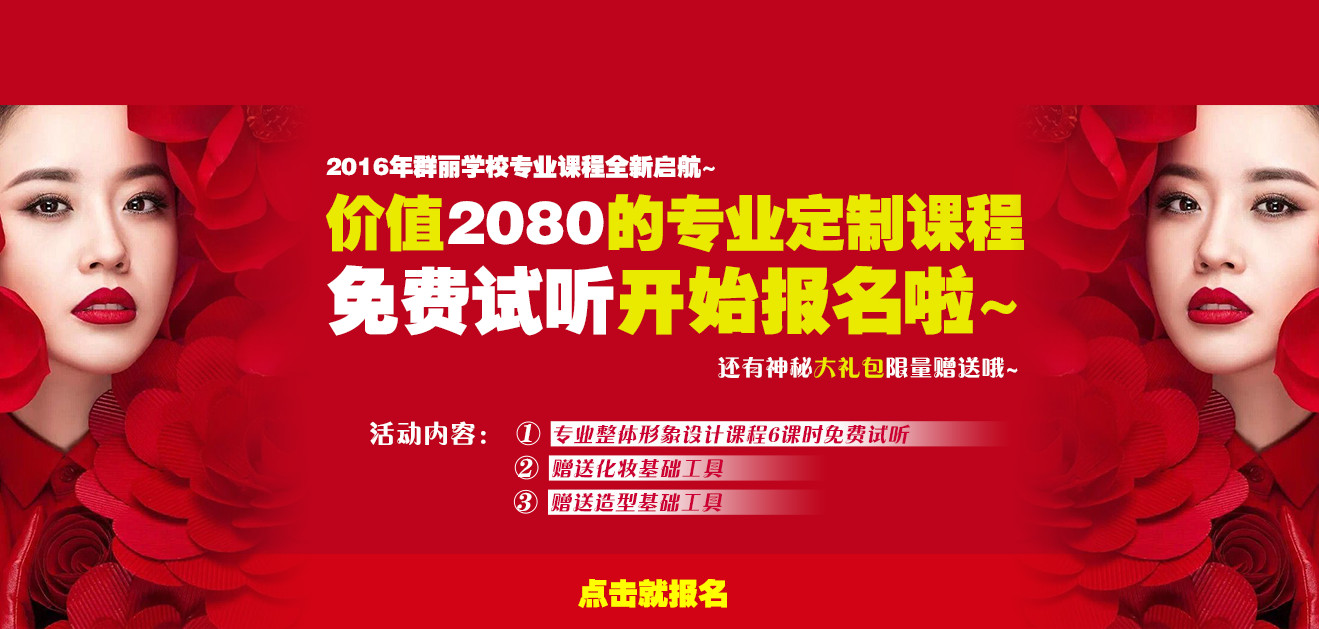 2016年群丽学校专业课程全新启航~
价值2080的专业定制课程
免费试听开始报名啦~
还有神秘大礼包限量赠送哦~
活动内容： ① 专业整体形象设计课程6课时免费试听
② 赠送化妆基础工具
③ 赠送造型基础工具
点击就报名